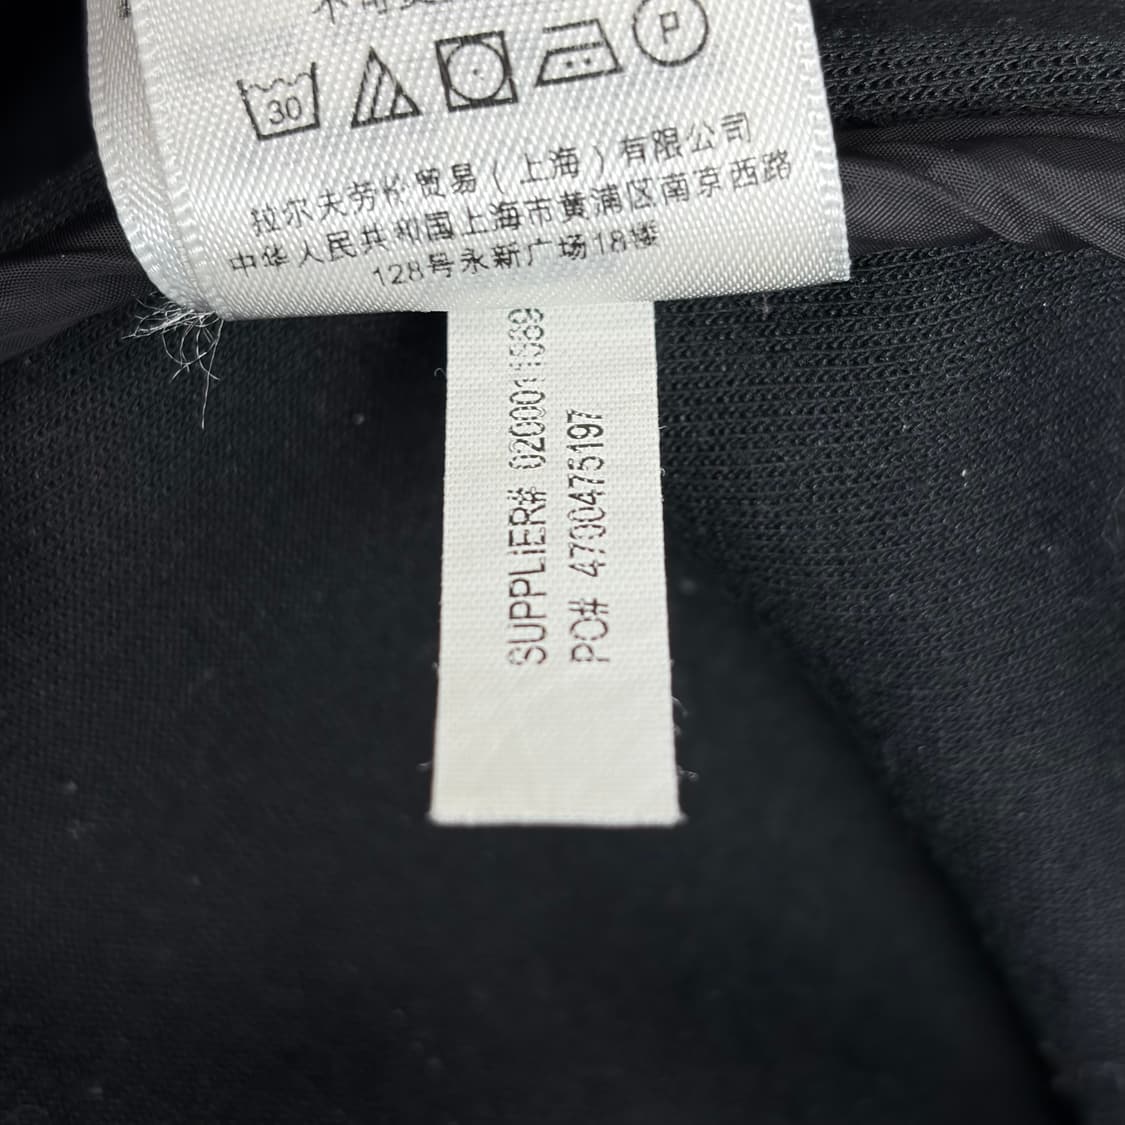 30
P
拉尔夫劳伦贸易（上海）有限公司
中华人民共和国上海市黄浦区南京西路
128号永新广场18楼
SUPPLIER#
PO# 4700475197